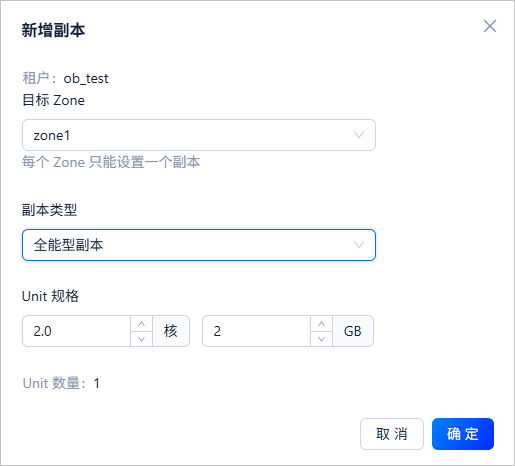 新增副本
租户：ob_test
目标 Zone
zone1
每个 Zone 只能设置一个副本
副本类型
全能型副本
Unit 规格
2.0 核 2 GB
Unit 数量：1
取 消 确 定